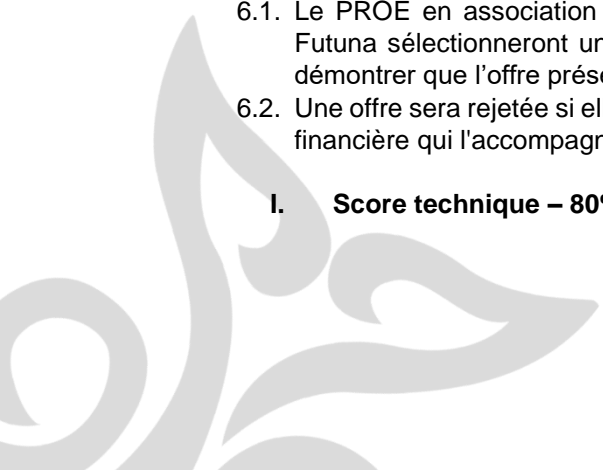 6.1. Le PROE en association
Futuna sélectionneront un
démontrer que l’offre prése
6.2. Une offre sera rejetée si el
financière qui l'accompagn
I. Score technique – 80